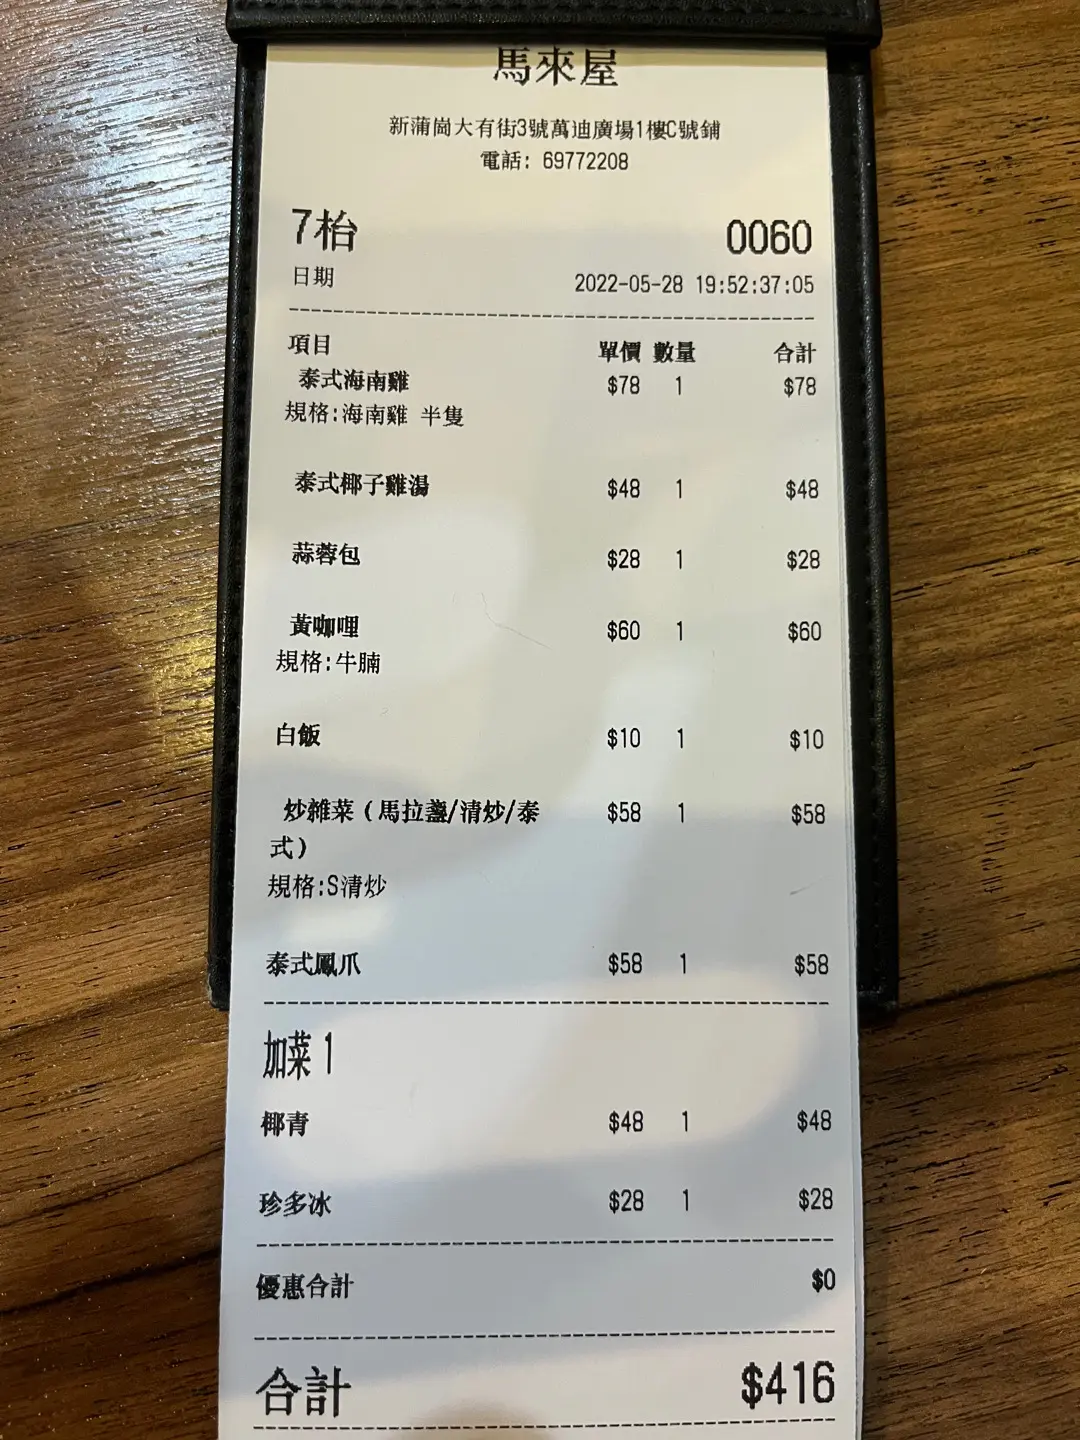 馬來屋
新蒲崗大有街3號萬迪廣場1樓C號鋪
電話: 69772208
7枱 0060
日期 2022-05-28 19:52:37:05
項目 單價 數量 合計
泰式海南雞 $78 1 $78
規格:海南雞 半隻
泰式椰子雞湯 $48 1 $48
蒜蓉包 $28 1 $28
黃咖喱 $60 1 $60
規格:牛腩
白飯 $10 1 $10
炒雜菜(馬拉盞/清炒/泰 $58 1 $58
式)
規格:S清炒
泰式鳳爪 $58 1 $58
加菜 1
椰青 $48 1 $48
珍多冰 $28 1 $28
優惠合計 $0
合計 $416